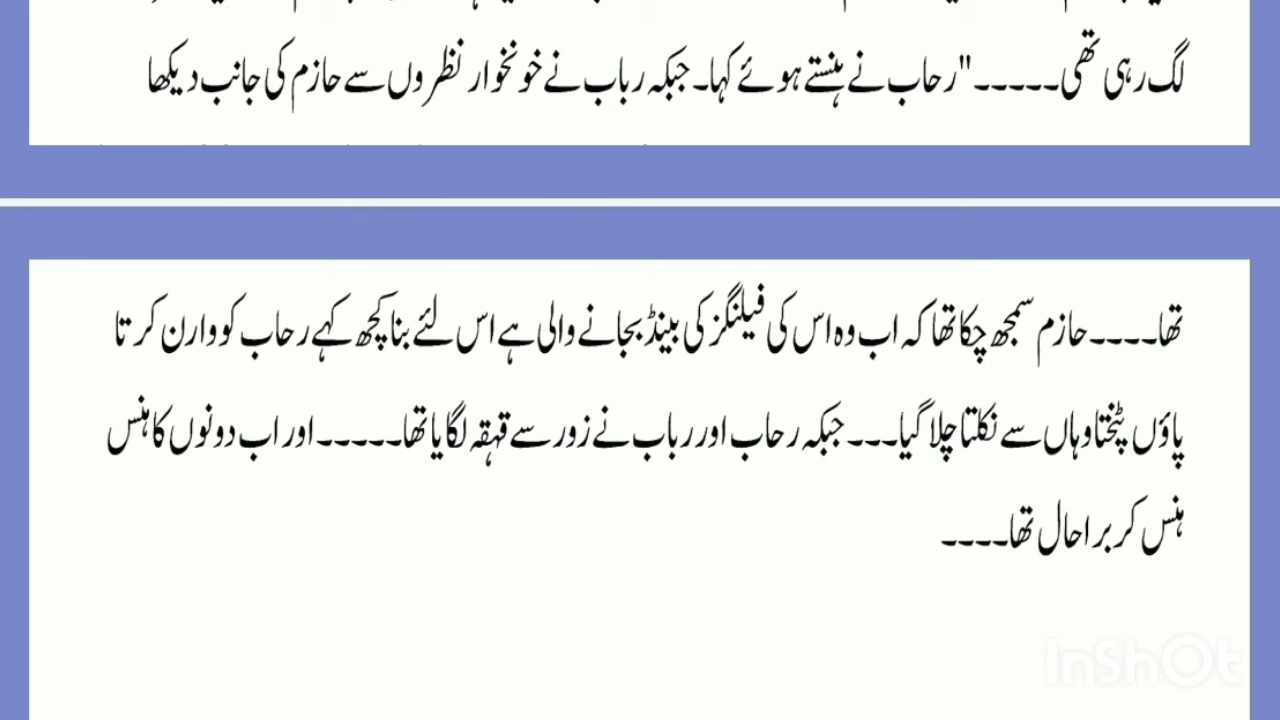 لگ رہی تھی۔۔۔۔۔"رحاب نے ہنستے ہوئے کہا۔ جبکہ رباب نے خونخوار نظروں سے حازم کی جانب دیکھا
تھا۔۔۔۔حازم سمجھ چکا تھا کہ اب وہ اس کی فیلنگز کی بینڈ بجانے والی ہے اس لئے بنا کچھ کہے رحاب کو وارن کرتا
پاؤں پٹختا وہاں سے نکلتا چلا گیا۔۔۔جبکہ رحاب اور رباب نے زور سے قہقہ لگایا تھا۔۔۔۔۔اور اب دونوں کا ہنس
ہنس کر برا حال تھا۔۔۔۔
InShOt